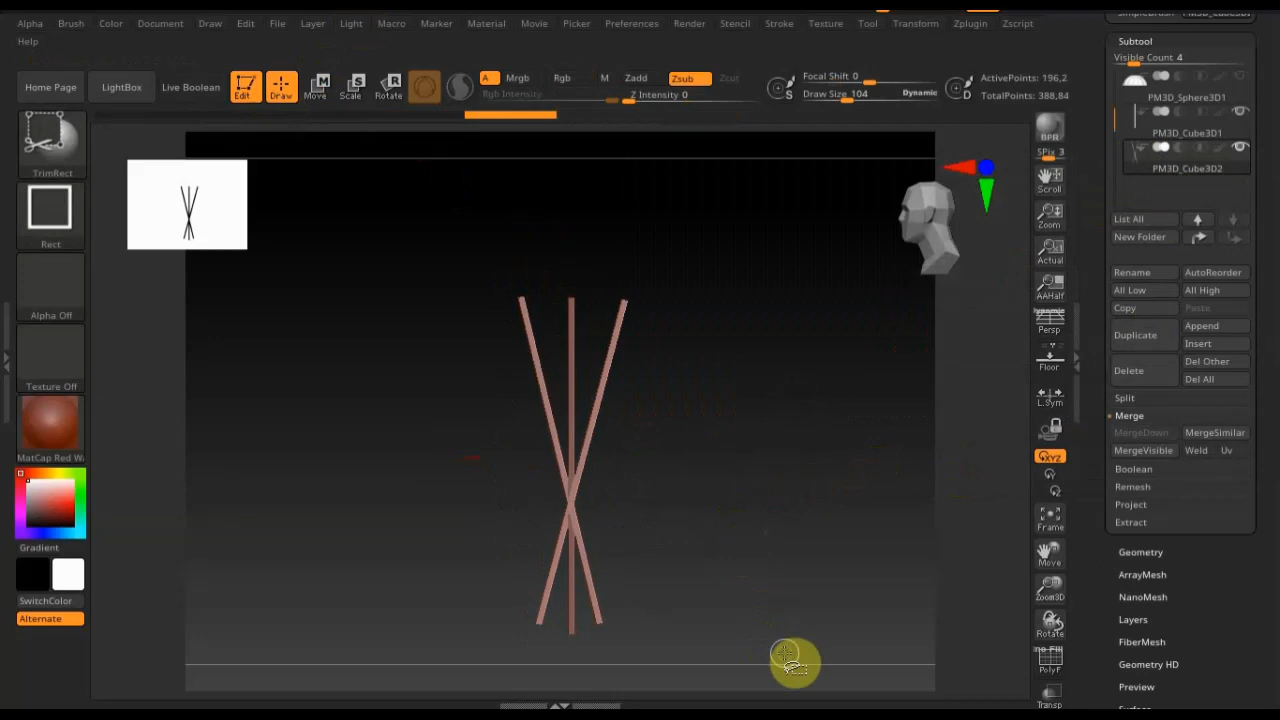 Alpha Brush Color Document Draw Edit File Layer Light Macro Marker Material Movie Picker Preferences Render Stencil Stroke Texture Tool Transform Zplugin Zscript
Help
Home Page
LightBox
Live Boolean
Edit
Draw
Move
Scale
Rotate
A
Mrgb
Rgb
M
Zadd
Zsub
Zcut
Rgb Intensity
Z Intensity 0
S
Focal Shift 0
Draw Size 104
Dynamic
D
ActivePoints: 196,2
TotalPoints: 388,84
TrimRect
Rect
Alpha Off
Texture Off
MatCap Red W
Gradient
SwitchColor
Alternate
BPR
SPix 3
Scroll
Zoom
Actual
AAHalf
Dynamic
Persp
Floor
L.Sym
XYZ
Y
Z
Frame
Move
Zoom3D
Rotate
PolyF
Transp
SimpleBrush PM3D_Cube3D1
Subtool
Visible Count 4
PM3D_Sphere3D1
PM3D_Cube3D1
PM3D_Cube3D2
List All
New Folder
Rename AutoReorder
All Low All High
Copy Paste
Duplicate
Append
Insert
Delete
Del Other
Del All
Split
Merge
MergeDown MergeSimilar
MergeVisible Weld Uv
Boolean
Remesh
Project
Extract
Geometry
ArrayMesh
NanoMesh
Layers
FiberMesh
Geometry HD
Preview